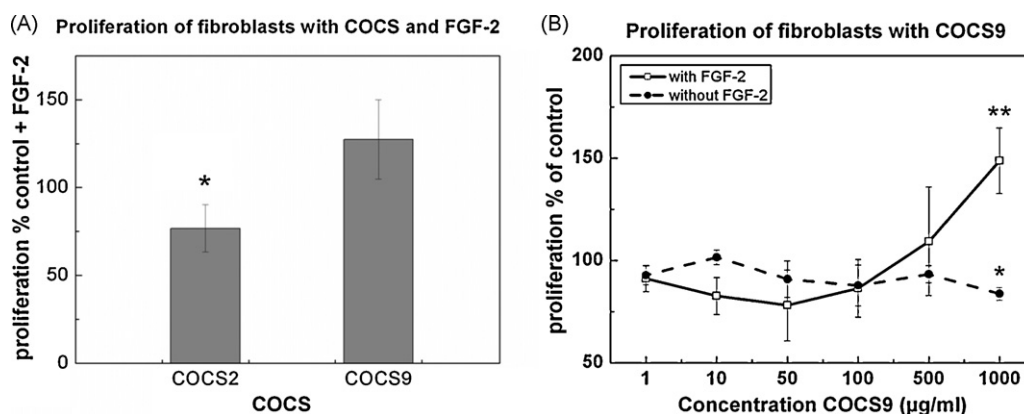 (A)
Proliferation of fibroblasts with COCS and FGF-2
proliferation % control + FGF-2
150
100
50
0
*
COCS2
COCS9
COCS
(B)
Proliferation of fibroblasts with COCS9
proliferation % of control
200
150
100
50
with FGF-2
without FGF-2
**
*
1
10
50
100
500
1000
Concentration COCS9 (µg/ml)